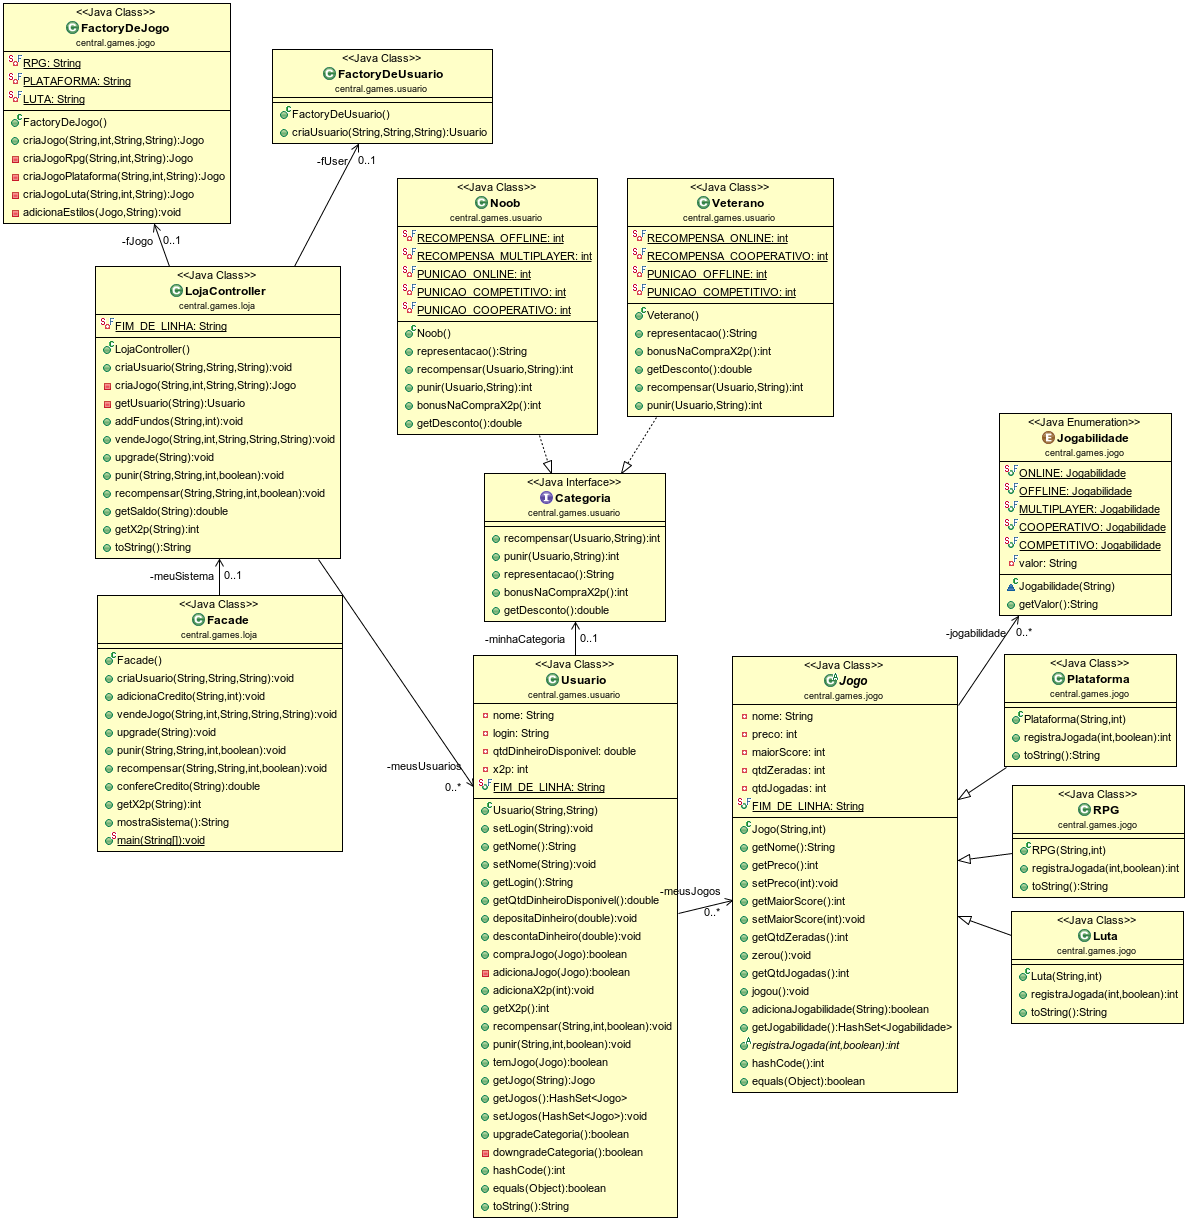 <<Java Class>>
FactoryDeJogo
central.games.jogo
RPG: String
PLATAFORMA: String
LUTA: String
FactoryDeJogo()
criaJogo(String,int,String,String):Jogo
criaJogoRpg(String,int,String):Jogo
criaJogoPlataforma(String,int,String):Jogo
criaJogoLuta(String,int,String):Jogo
adicionaEstilos(Jogo,String):void
-fJogo
0..1
<<Java Class>>
FactoryDeUsuario
central.games.usuario
FactoryDeUsuario()
criaUsuario(String,String,String):Usuario
-fUser
0..1
<<Java Class>>
LojaController
central.games.loja
FIM_DE_LINHA: String
LojaController()
criaUsuario(String,String,String):void
criaJogo(String,int,String,String):Jogo
getUsuario(String):Usuario
addFundos(String,int):void
vendeJogo(String,int,String,String,String):void
upgrade(String):void
punir(String,String,int,boolean):void
recompensar(String,String,int,boolean):void
getSaldo(String):double
getX2p(String):int
toString():String
-meuSistema
0..1
<<Java Class>>
Facade
central.games.loja
Facade()
criaUsuario(String,String,String):void
adicionaCredito(String,int):void
vendeJogo(String,int,String,String,String):void
upgrade(String):void
punir(String,String,int,boolean):void
recompensar(String,String,int,boolean):void
confereCredito(String):double
getX2p(String):int
mostraSistema():String
main(String[]):void
<<Java Class>>
Noob
central.games.usuario
RECOMPENSA_OFFLINE: int
RECOMPENSA_MULTIPLAYER: int
PUNICAO_ONLINE: int
PUNICAO_COMPETITIVO: int
PUNICAO_COOPERATIVO: int
Noob()
representacao():String
recompensar(Usuario,String):int
punir(Usuario,String):int
bonusNaCompraX2p():int
getDesconto():double
<<Java Class>>
Veterano
central.games.usuario
RECOMPENSA_ONLINE: int
RECOMPENSA_COOPERATIVO: int
PUNICAO_OFFLINE: int
PUNICAO_COMPETITIVO: int
Veterano()
representacao():String
bonusNaCompraX2p():int
getDesconto():double
recompensar(Usuario,String):int
punir(Usuario,String):int
<<Java Interface>>
Categoria
central.games.usuario
recompensar(Usuario,String):int
punir(Usuario,String):int
representacao():String
bonusNaCompraX2p():int
getDesconto():double
-minhaCategoria
0..1
-meusUsuarios
0..*
<<Java Class>>
Usuario
central.games.usuario
nome: String
login: String
qtdDinheiroDisponivel: double
x2p: int
FIM_DE_LINHA: String
Usuario(String,String)
setLogin(String):void
getNome():String
setNome(String):void
getLogin():String
getQtdDinheiroDisponivel():double
depositaDinheiro(double):void
descontaDinheiro(double):void
compraJogo(Jogo):boolean
adicionaJogo(Jogo):boolean
adicionaX2p(int):void
getX2p():int
recompensar(String,int,boolean):void
punir(String,int,boolean):void
temJogo(Jogo):boolean
getJogo(String):Jogo
getJogos():HashSet<Jogo>
setJogos(HashSet<Jogo>):void
upgradeCategoria():boolean
downgradeCategoria():boolean
hashCode():int
equals(Object):boolean
toString():String
-meusJogos
0..*
<<Java Class>>
Jogo
central.games.jogo
nome: String
preco: int
maiorScore: int
qtdZeradas: int
qtdJogadas: int
FIM_DE_LINHA: String
Jogo(String,int)
getNome():String
getPreco():int
setPreco(int):void
getMaiorScore():int
setMaiorScore(int):void
getQtdZeradas():int
zerou():void
getQtdJogadas():int
jogou():void
adicionaJogabilidade(String):boolean
getJogabilidade():HashSet<Jogabilidade>
registraJogada(int,boolean):int
hashCode():int
equals(Object):boolean
<<Java Enumeration>>
Jogabilidade
central.games.jogo
ONLINE: Jogabilidade
OFFLINE: Jogabilidade
MULTIPLAYER: Jogabilidade
COOPERATIVO: Jogabilidade
COMPETITIVO: Jogabilidade
valor: String
Jogabilidade(String)
getValor():String
-jogabilidade
0..*
<<Java Class>>
Plataforma
central.games.jogo
Plataforma(String,int)
registraJogada(int,boolean):int
toString():String
<<Java Class>>
RPG
central.games.jogo
RPG(String,int)
registraJogada(int,boolean):int
toString():String
<<Java Class>>
Luta
central.games.jogo
Luta(String,int)
registraJogada(int,boolean):int
toString():String